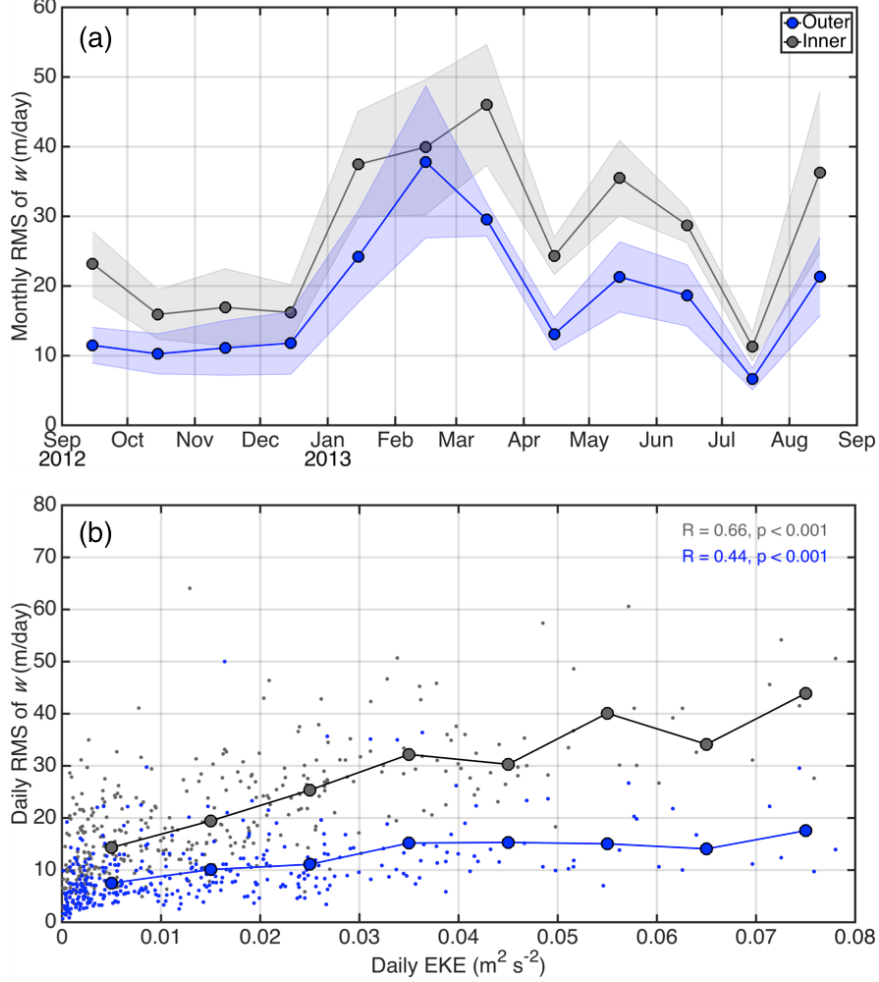 60
50
40
30
20
10
0
Monthly RMS of w (m/day)
(a)
Outer
Inner
Sep Oct Nov Dec Jan Feb Mar Apr May Jun Jul Aug Sep
2012 2013
80
70
60
50
40
30
20
10
0
Daily RMS of w (m/day)
(b)
R = 0.66, p < 0.001
R = 0.44, p < 0.001
0 0.01 0.02 0.03 0.04 0.05 0.06 0.07 0.08
Daily EKE (m² s⁻²)